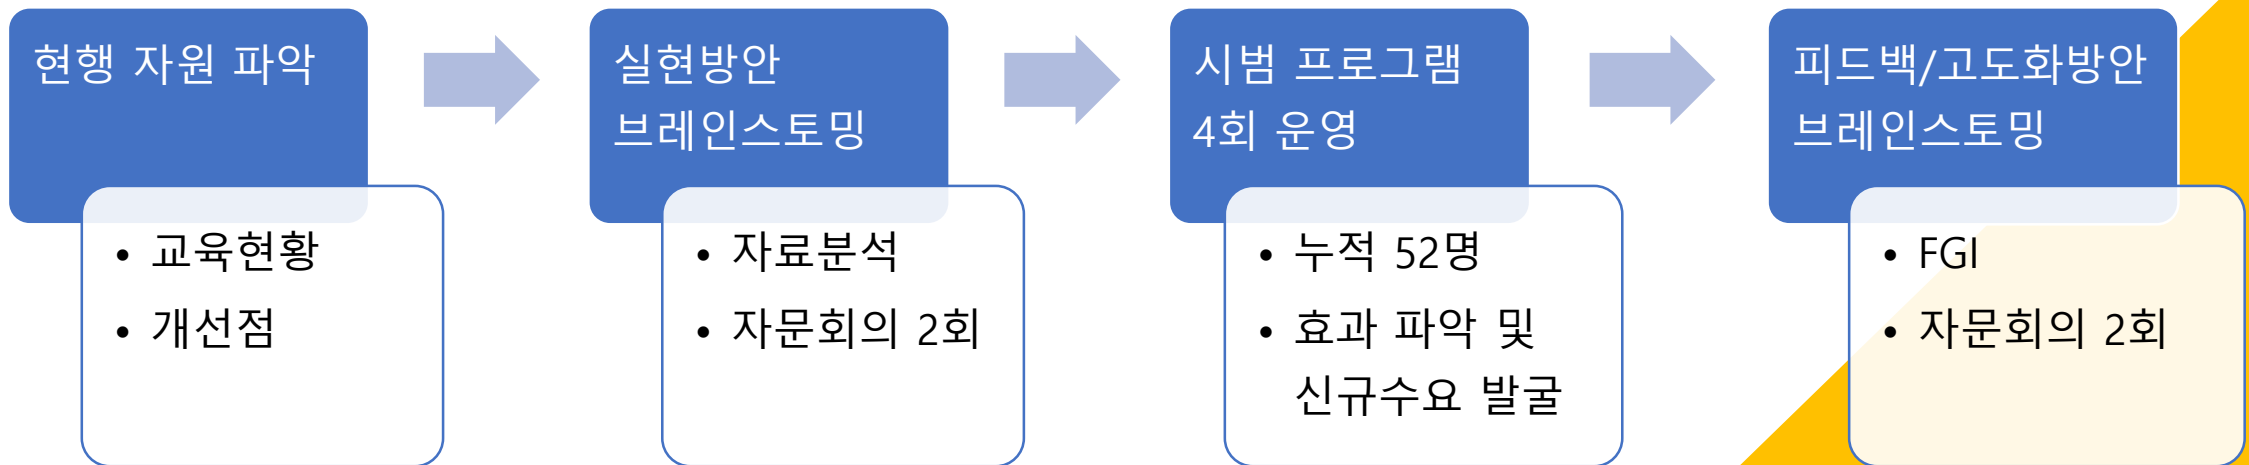 현행 자원 파악
• 교육현황
• 개선점
실현방안
브레인스토밍
• 자료분석
• 자문회의 2회
시범 프로그램
4회 운영
• 누적 52명
• 효과 파악 및
신규수요 발굴
피드백/고도화방안
브레인스토밍
• FGI
• 자문회의 2회